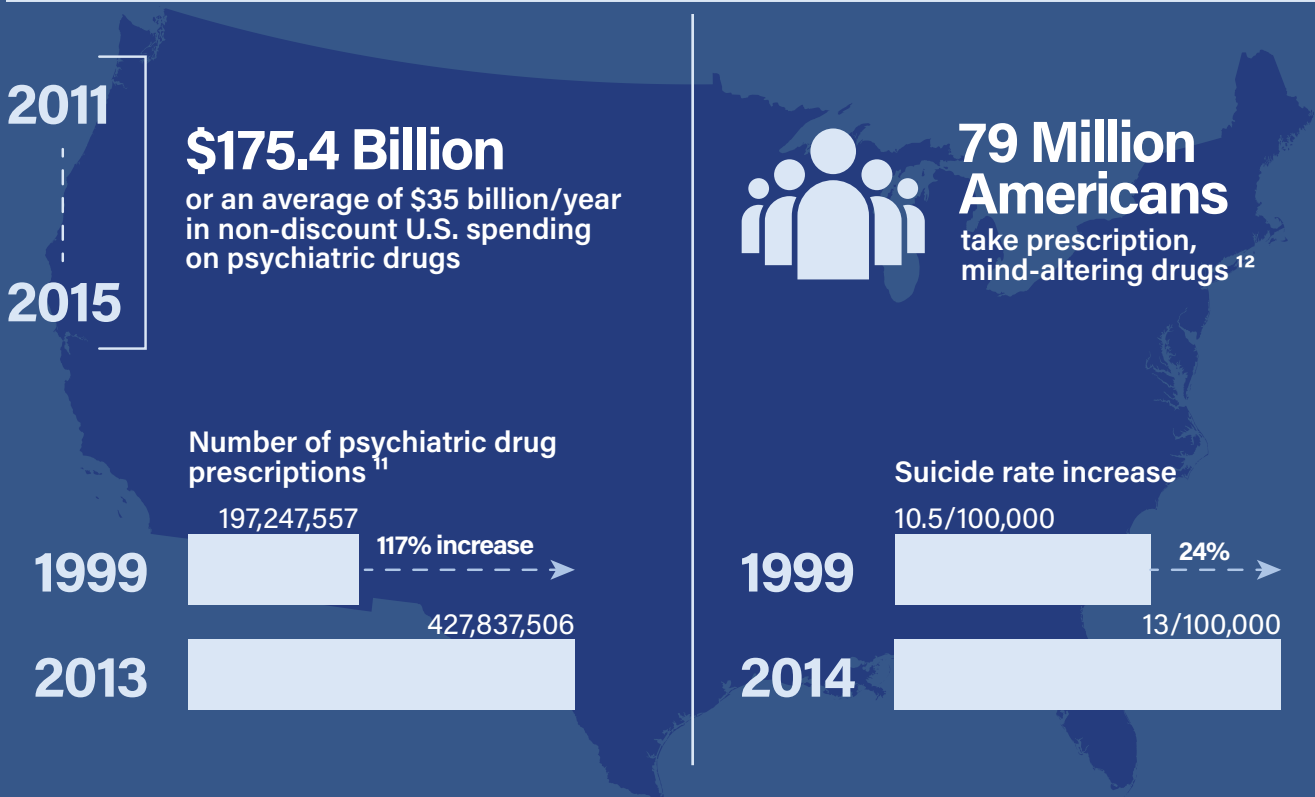 2011
2015
$175.4 Billion
or an average of $35 billion/year
in non-discount U.S. spending
on psychiatric drugs
79 Million
Americans
take prescription,
mind-altering drugs ¹²
Number of psychiatric drug
prescriptions ¹¹
197,247,557
1999
117% increase
427,837,506
2013
Suicide rate increase
10.5/100,000
1999
24%
13/100,000
2014